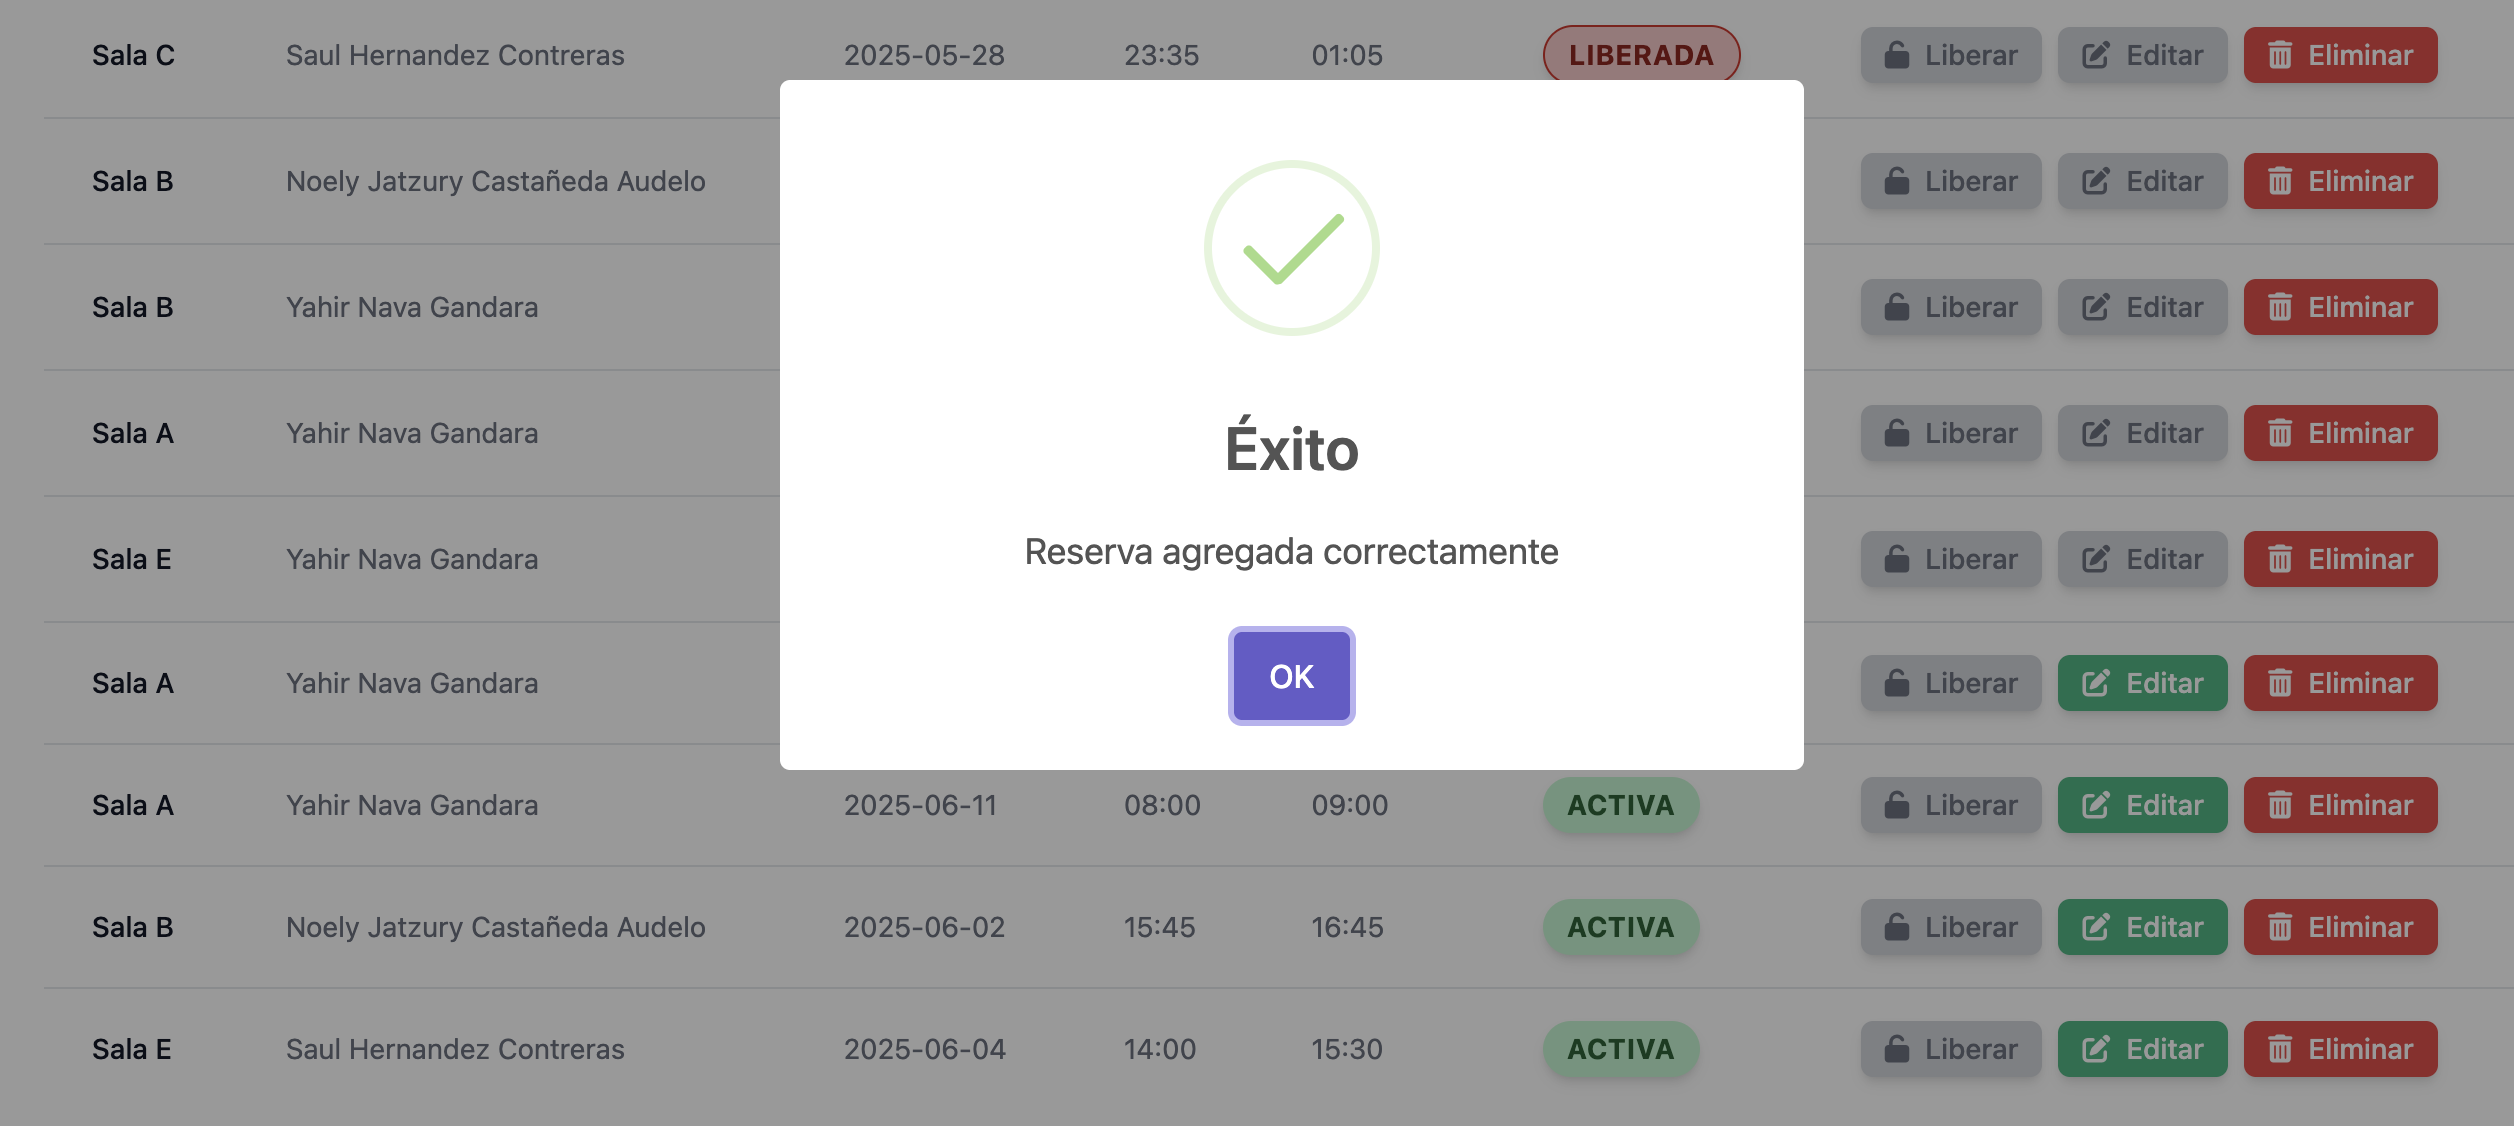 Sala C Saul Hernandez Contreras 2025-05-28 23:35 01:05 LIBERADA Liberar Editar Eliminar
Sala B Noely Jatzury Castañeda Audelo Liberar Editar Eliminar
Sala B Yahir Nava Gandara Liberar Editar Eliminar
Sala A Yahir Nava Gandara Liberar Editar Eliminar
Sala E Yahir Nava Gandara Liberar Editar Eliminar
Sala A Yahir Nava Gandara Liberar Editar Eliminar
Sala A Yahir Nava Gandara 2025-06-11 08:00 09:00 ACTIVA Liberar Editar Eliminar
Sala B Noely Jatzury Castañeda Audelo 2025-06-02 15:45 16:45 ACTIVA Liberar Editar Eliminar
Sala E Saul Hernandez Contreras 2025-06-04 14:00 15:30 ACTIVA Liberar Editar Eliminar
Éxito
Reserva agregada correctamente
OK